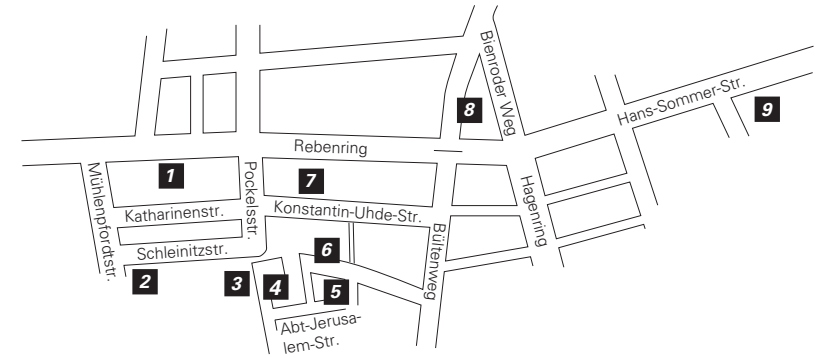 Bienroder Weg
8
Hans-Sommer-Str.
9
Rebenring
1
7
Mühlenpfordtstr.
Pockelsstr.
Katharinenstr.
Konstantin-Uhde-Str.
Hagenring
Schleinitzstr.
Bültenweg
2
3
4
5
6
Abt-Jerusa-
lem-Str.